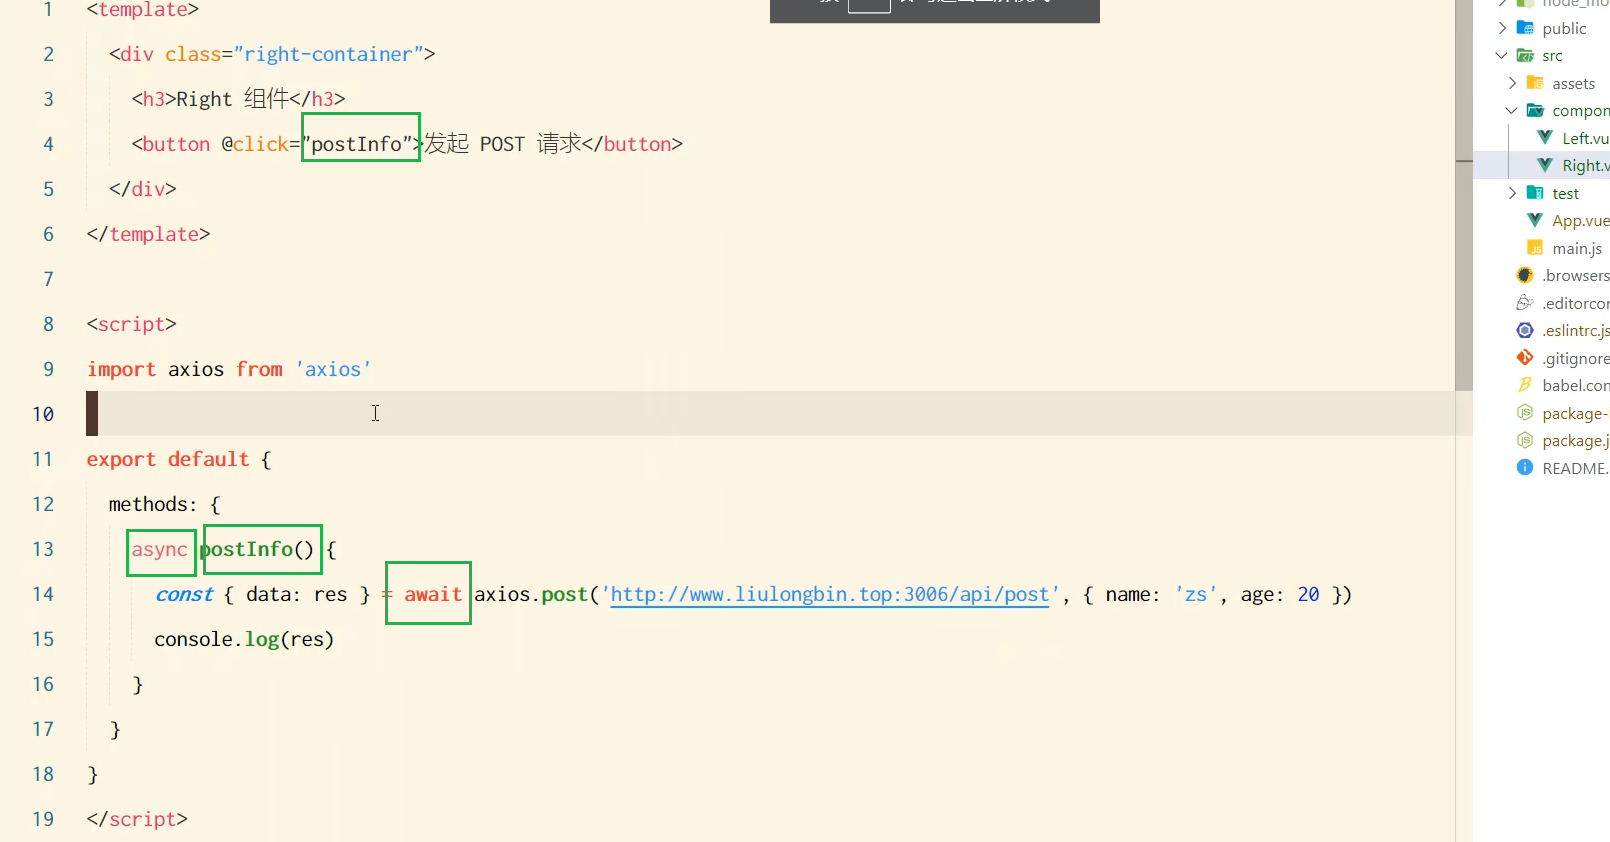 1 <template>
2 <div class="right-container">
3 <h3>Right 组件</h3>
4 <button @click="postInfo">发起 POST 请求</button>
5 </div>
6 </template>
7
8 <script>
9 import axios from 'axios'
10
11 export default {
12 methods: {
13 async postInfo() {
14 const { data: res } = await axios.post('http://www.liulongbin.top:3006/api/post', { name: 'zs', age: 20 })
15 console.log(res)
16 }
17 }
18 }
19 </script>
public
src
assets
compon
Left.vu
Right.v
test
App.vue
main.js
.browsers
.editorcor
.eslintrc.js
.gitignore
babel.con
package-
package.j
README.